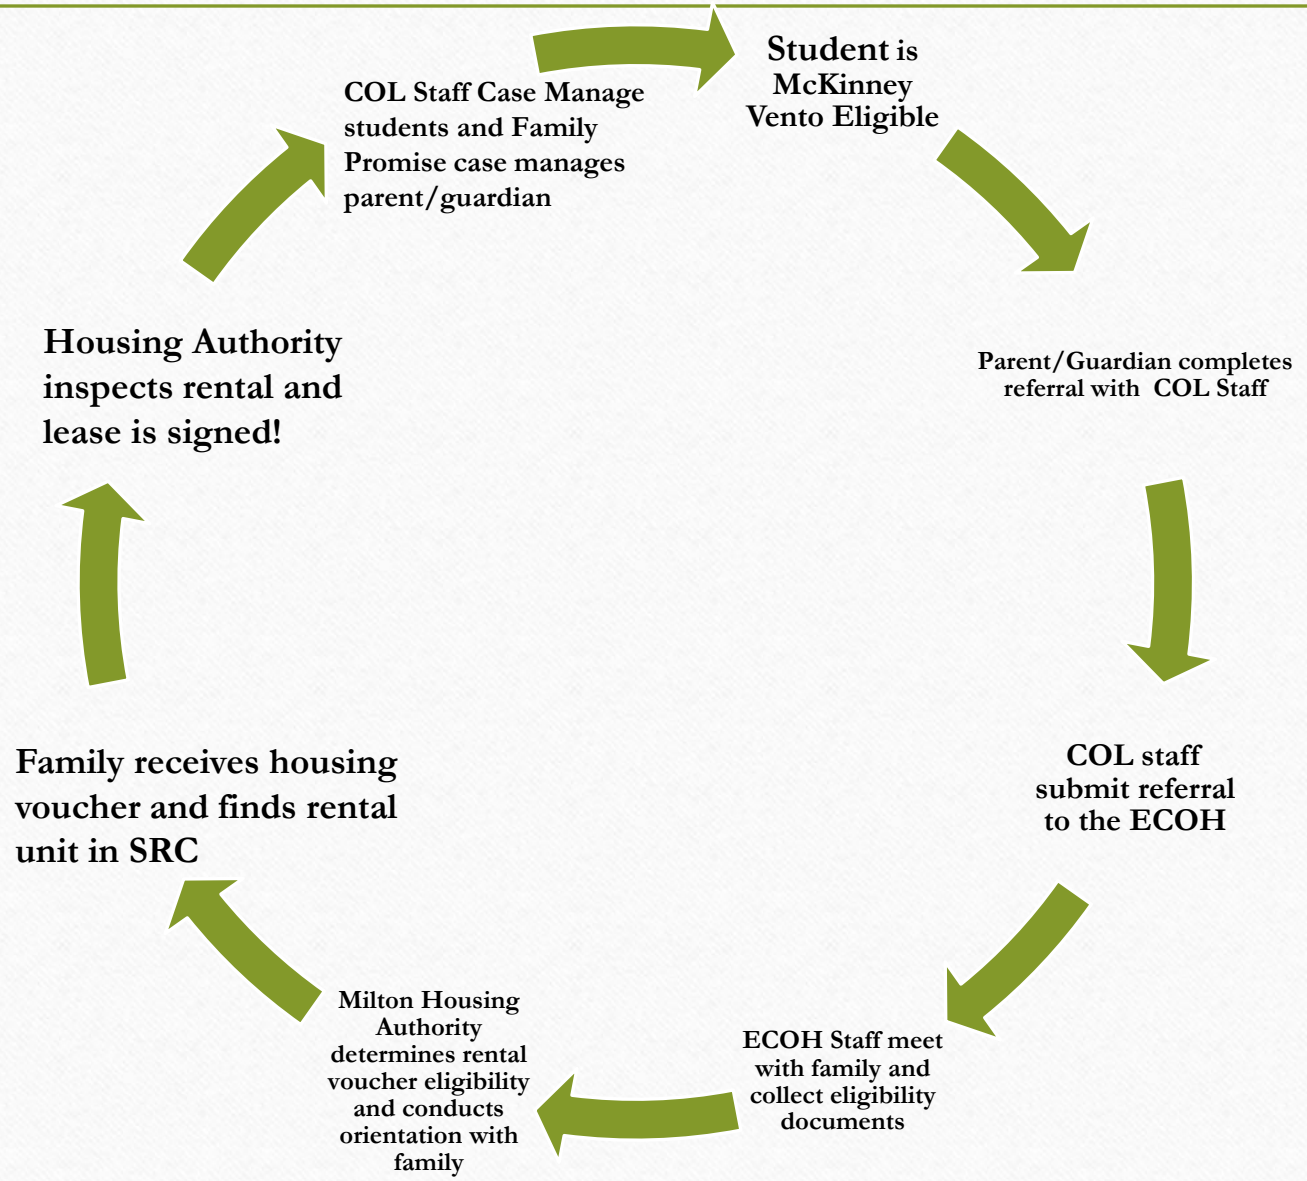 Student is
McKinney
Vento Eligible
Parent/Guardian completes
referral with COL Staff
COL staff
submit referral
to the ECOH
ECOH Staff meet
with family and
collect eligibility
documents
Milton Housing
Authority
determines rental
voucher eligibility
and conducts
orientation with
family
Family receives housing
voucher and finds rental
unit in SRC
Housing Authority
inspects rental and
lease is signed!
COL Staff Case Manage
students and Family
Promise case manages
parent/guardian